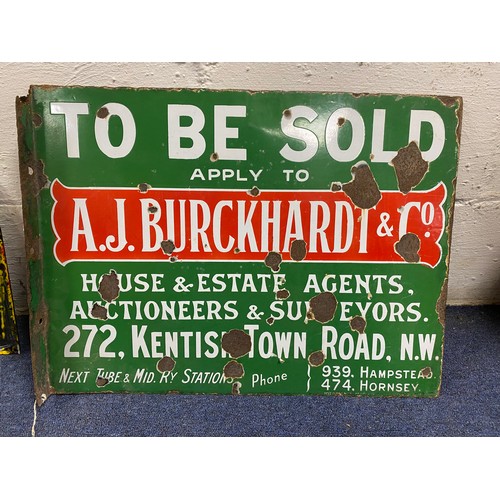 TO BE SOLD
APPLY TO
A.J. BURCKHARDT & Co.
HOUSE & ESTATE AGENTS,
AUCTIONEERS & SURVEYORS.
272, KENTISH TOWN ROAD, N.W.
NEXT TUBE & MID. RY STATIONS Phone 939. HAMPSTEAD
474. HORNSEY.